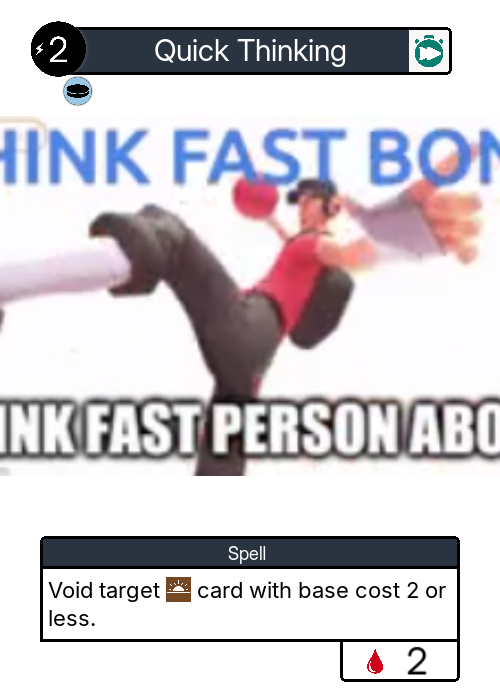 2
Quick Thinking
HINK FAST BON
INK FAST PERSON ABO
Spell
Void target card with base cost 2 or
less.
2